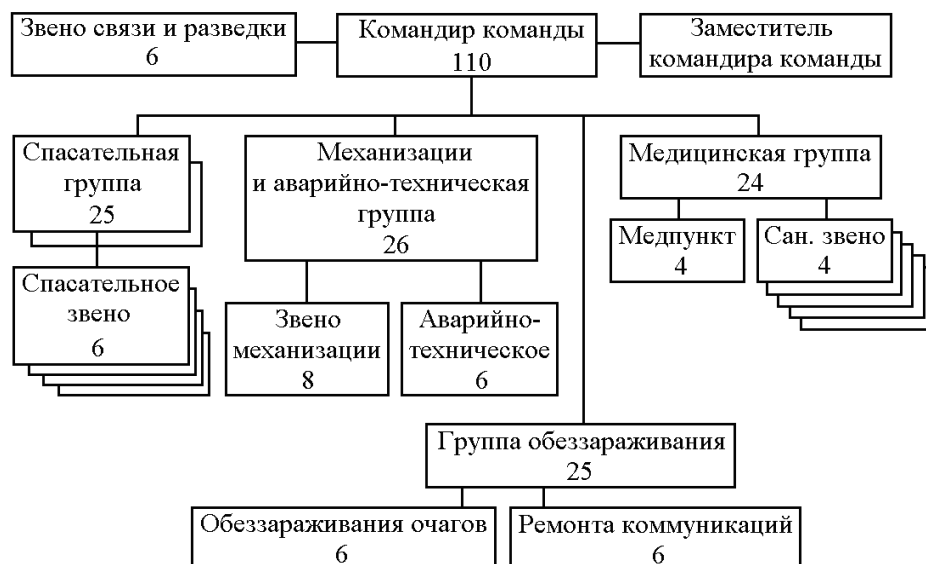 Звено связи и разведки
6
Командир команды
110
Заместитель
командира команды
Спасательная
группа
25
Механизации
и аварийно-техническая
группа
26
Медицинская группа
24
Медпункт
4
Сан. звено
4
Спасательное
звено
6
Звено
механизации
8
Аварийно-
техническое
6
Группа обеззараживания
25
Обеззараживания очагов
6
Ремонта коммуникаций
6